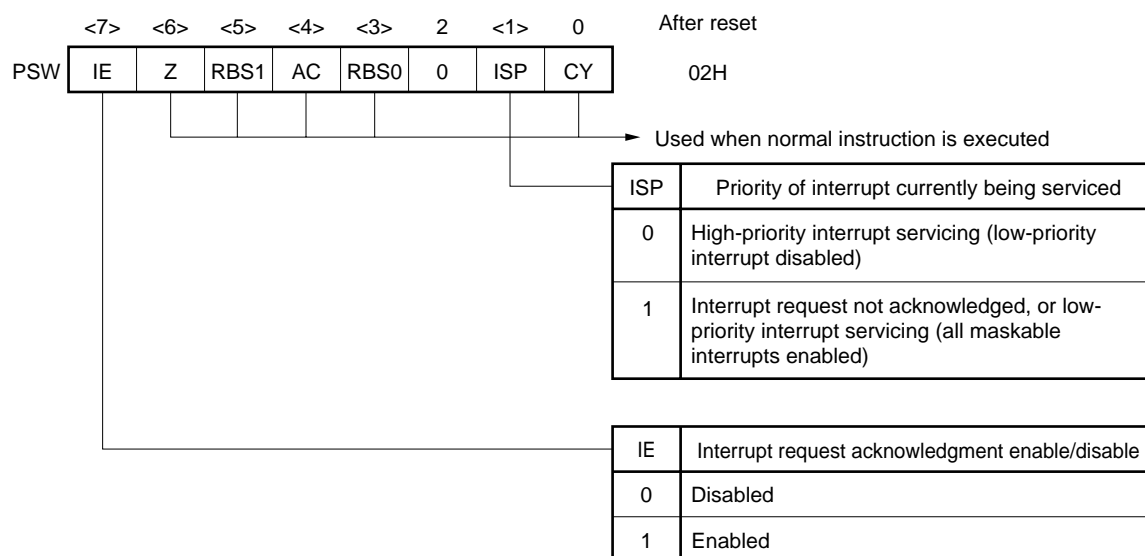 <7> <6> <5> <4> <3> 2 <1> 0 After reset
PSW IE Z RBS1 AC RBS0 0 ISP CY 02H
Used when normal instruction is executed
ISP Priority of interrupt currently being serviced
0 High-priority interrupt servicing (low-priority
interrupt disabled)
1 Interrupt request not acknowledged, or low-
priority interrupt servicing (all maskable
interrupts enabled)
IE Interrupt request acknowledgment enable/disable
0 Disabled
1 Enabled